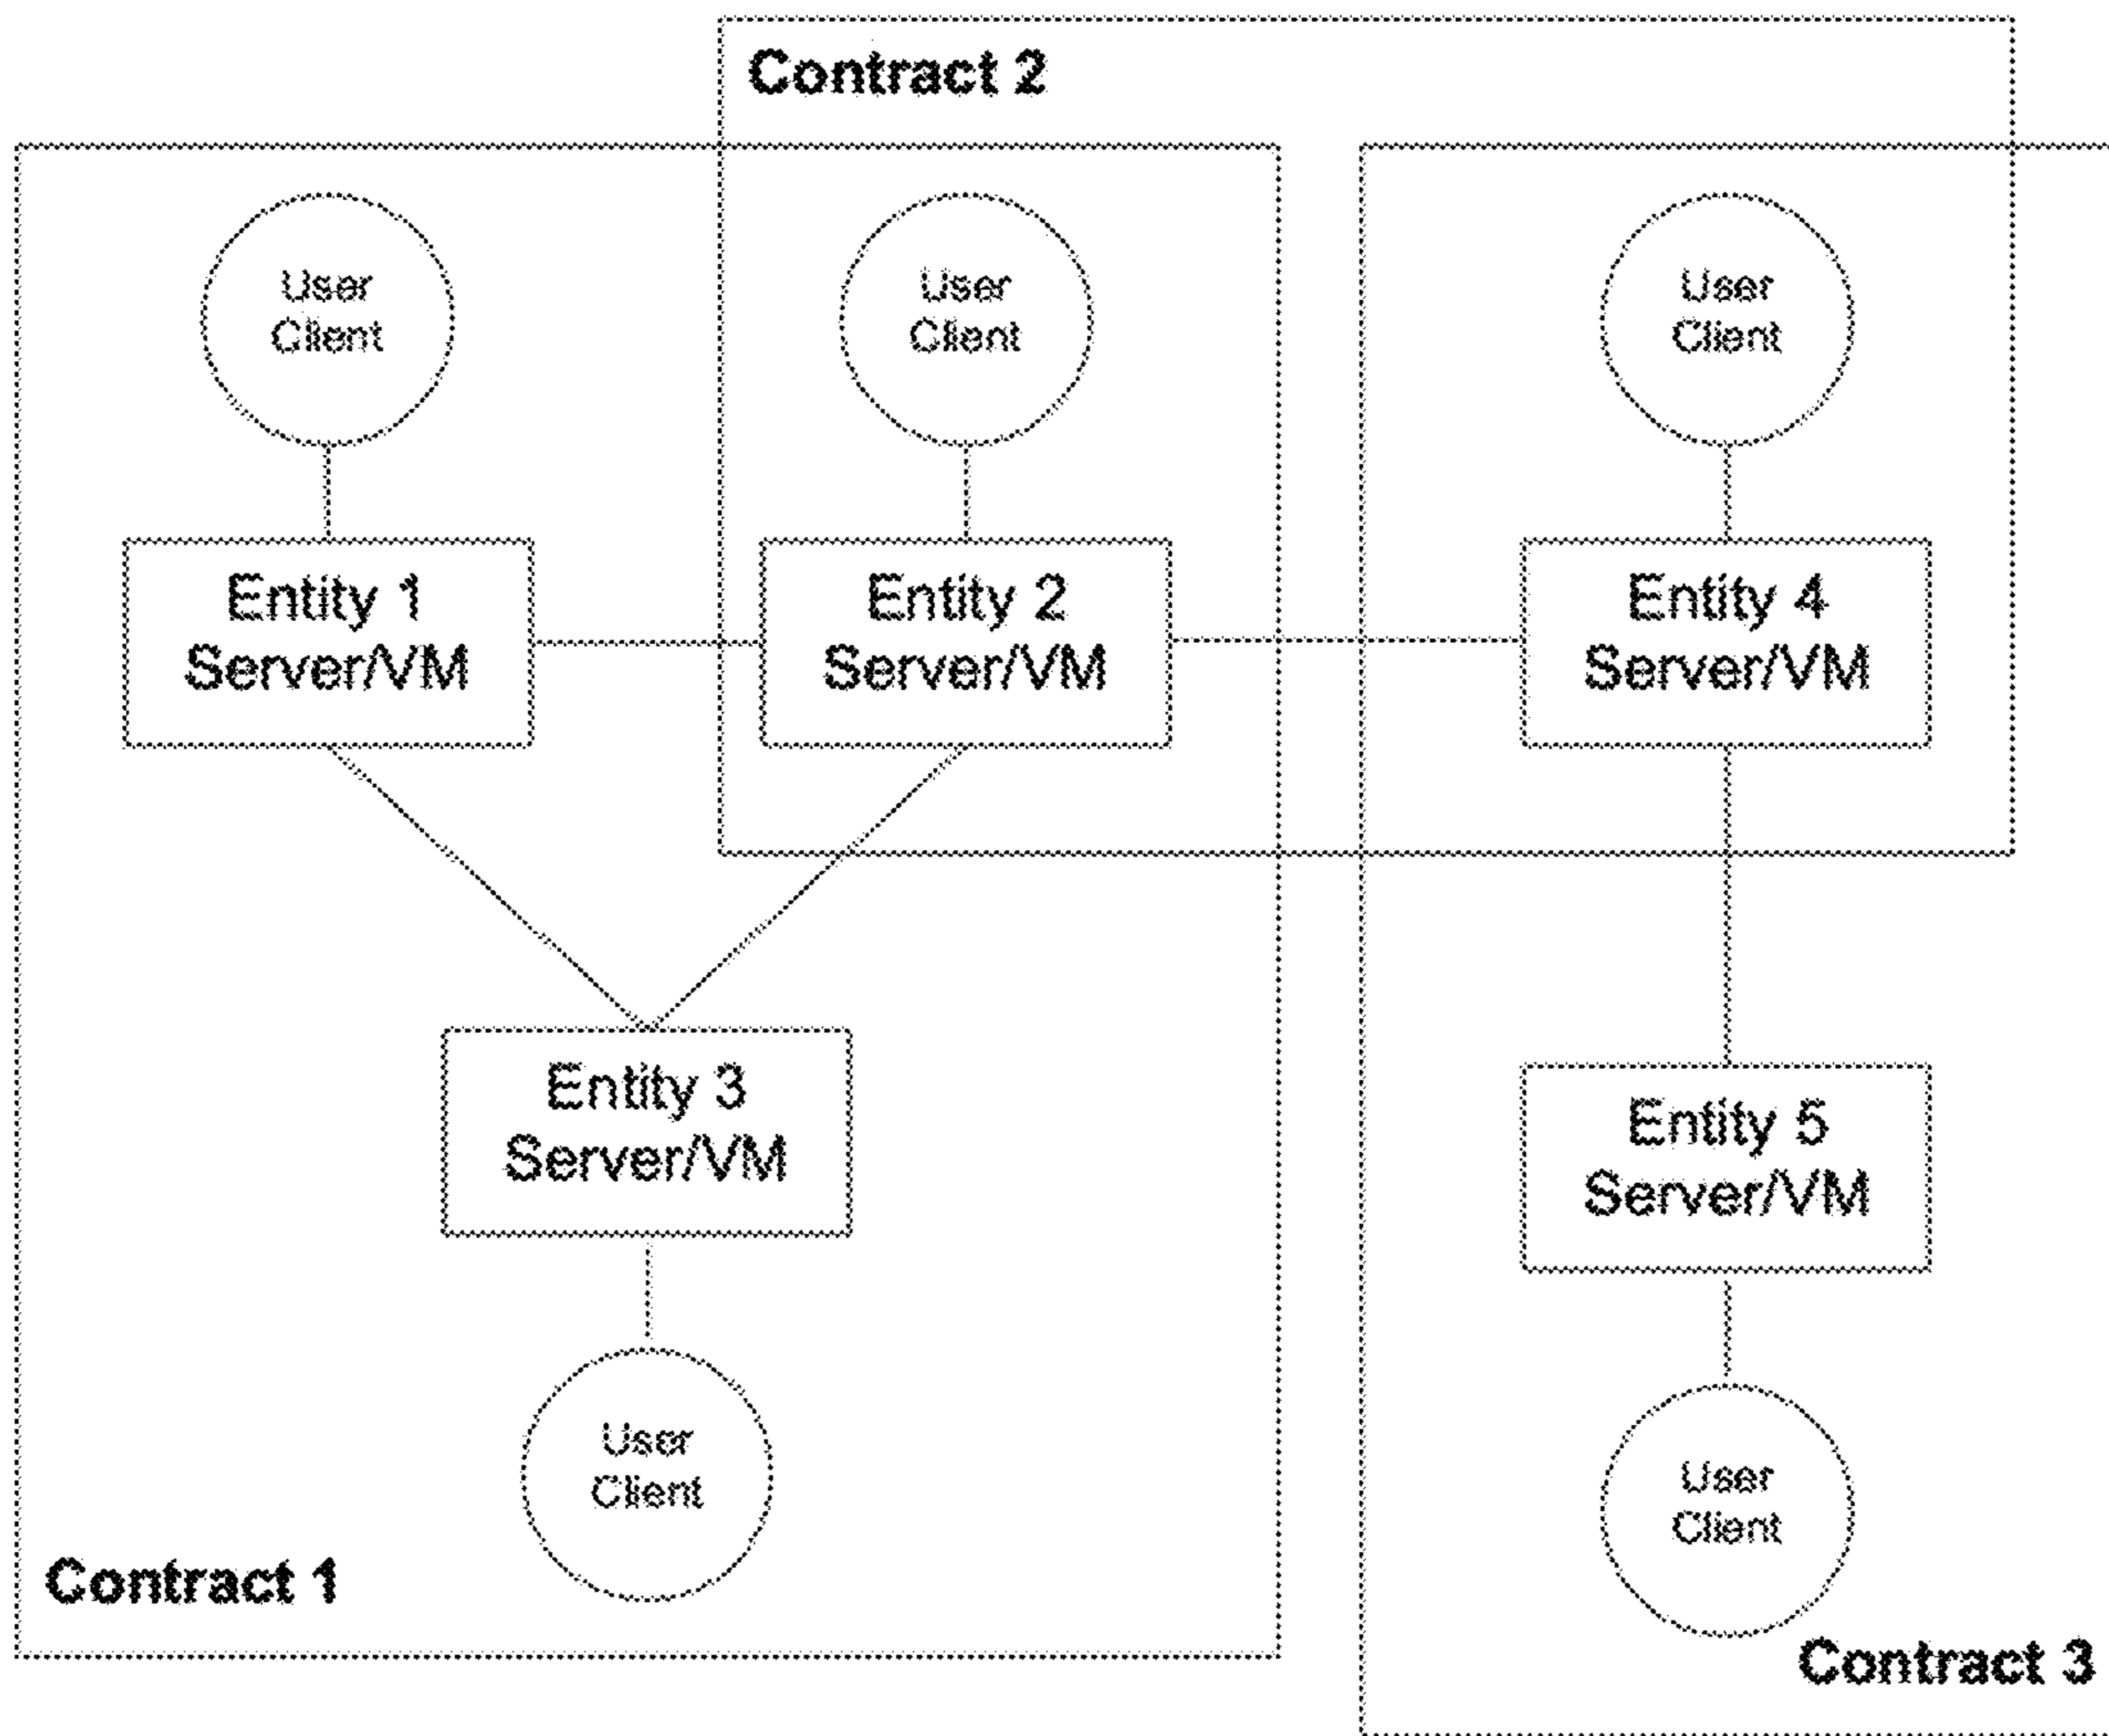 Contract 2
User
Client
User
Client
User
Client
Entity 1
Server/VM
Entity 2
Server/VM
Entity 4
Server/VM
Entity 3
Server/VM
Entity 5
Server/VM
User
Client
User
Client
Contract 1
Contract 3